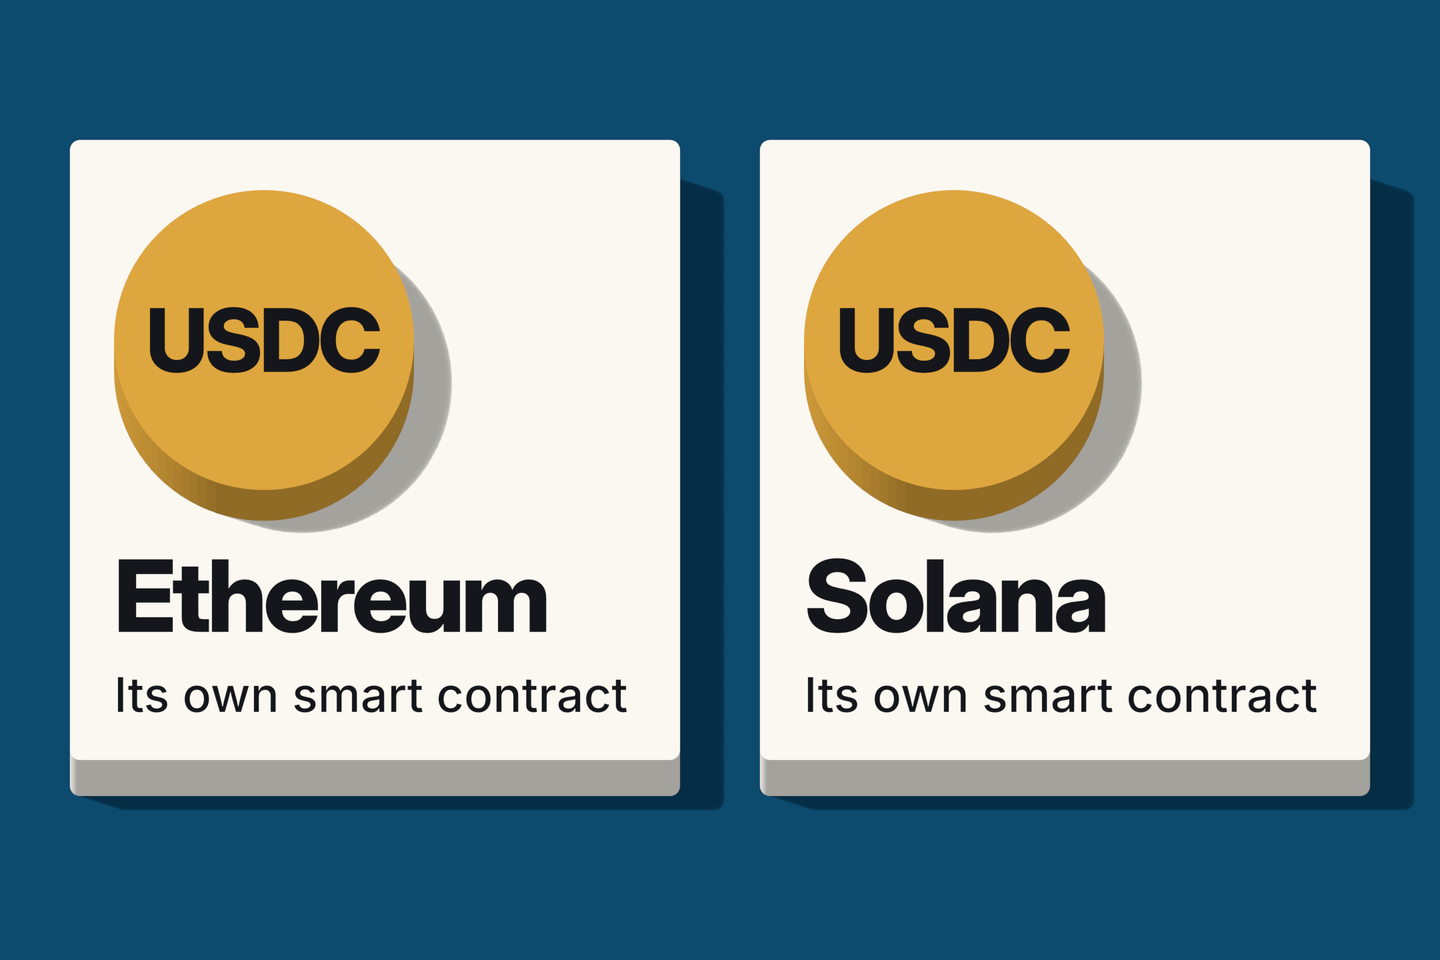 USDC
Ethereum
Its own smart contract
USDC
Solana
Its own smart contract